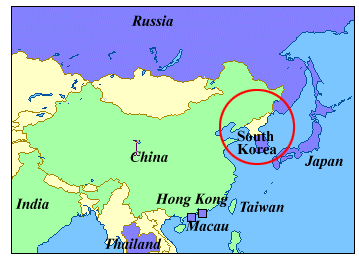 Russia
South
Korea
China
Japan
India
Hong Kong
Taiwan
Macau
Thailand